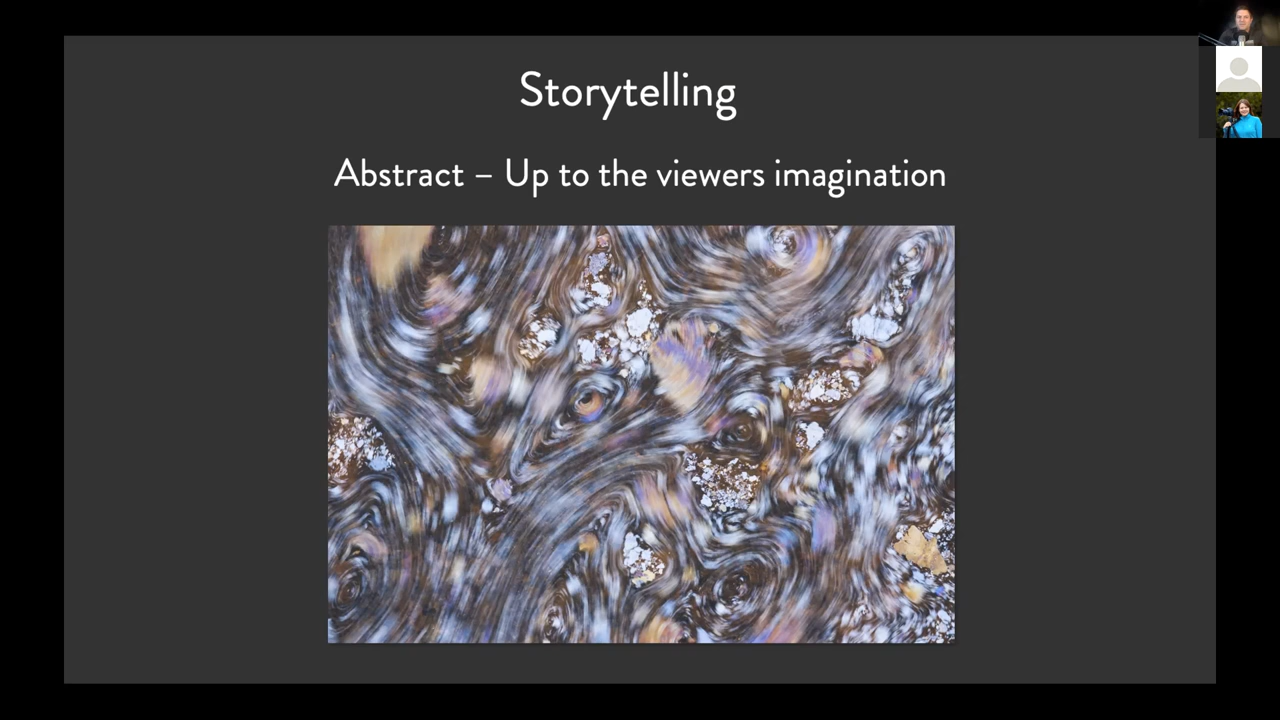 Storytelling
Abstract – Up to the viewers imagination